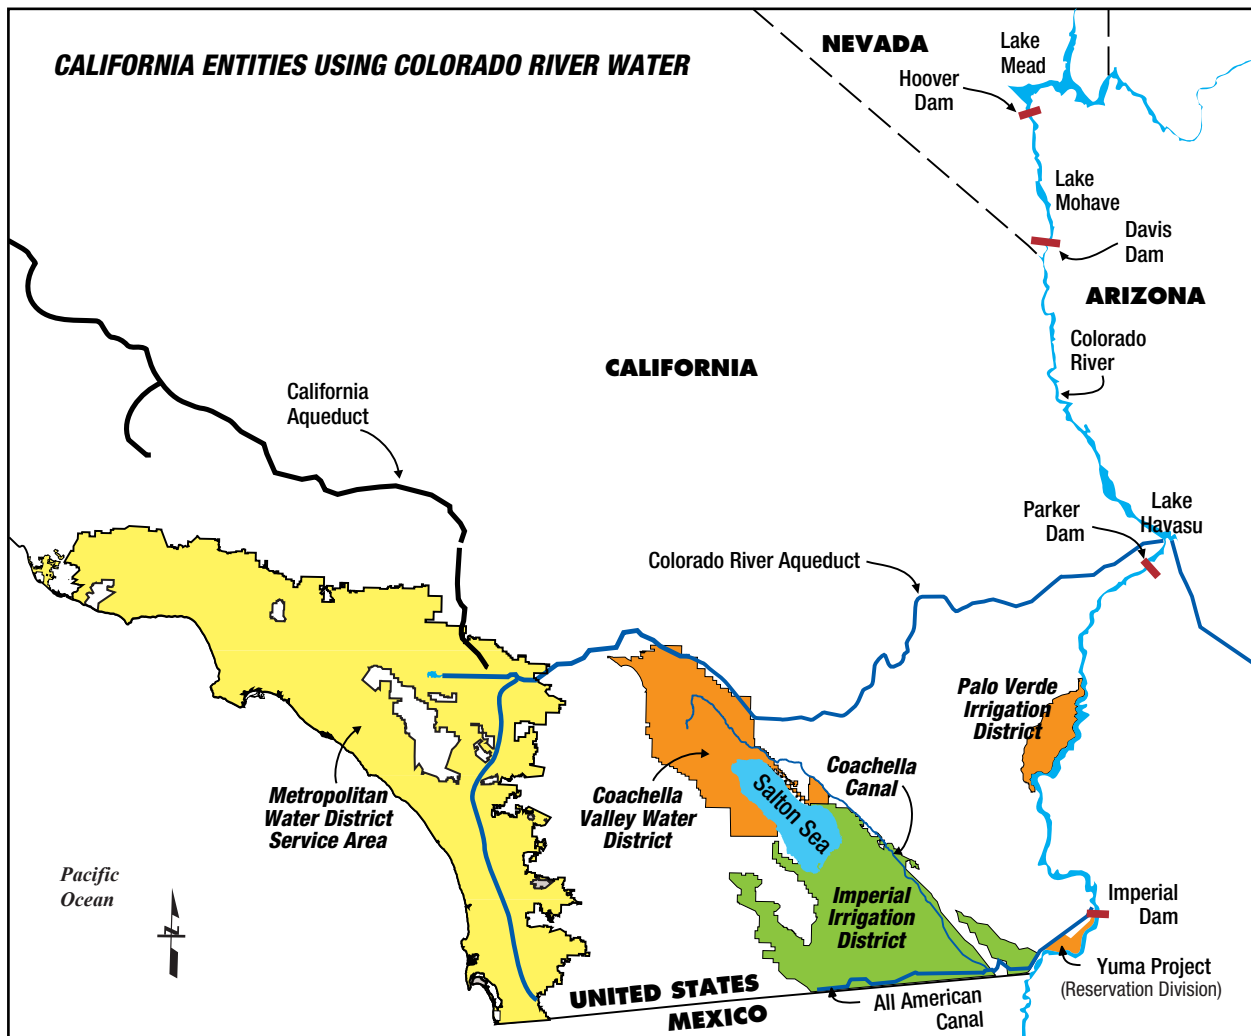 CALIFORNIA ENTITIES USING COLORADO RIVER WATER
NEVADA
Lake
Mead
Hoover
Dam
Lake
Mohave
Davis
Dam
ARIZONA
Colorado
River
CALIFORNIA
California
Aqueduct
Lake
Havasu
Parker
Dam
Colorado River Aqueduct
Palo Verde
Irrigation
District
Metropolitan
Water District
Service Area
Coachella
Valley Water
District
Salton Sea
Coachella
Canal
Pacific
Ocean
Imperial
Irrigation
District
Imperial
Dam
Yuma Project
(Reservation Division)
All American
Canal
UNITED STATES
MEXICO